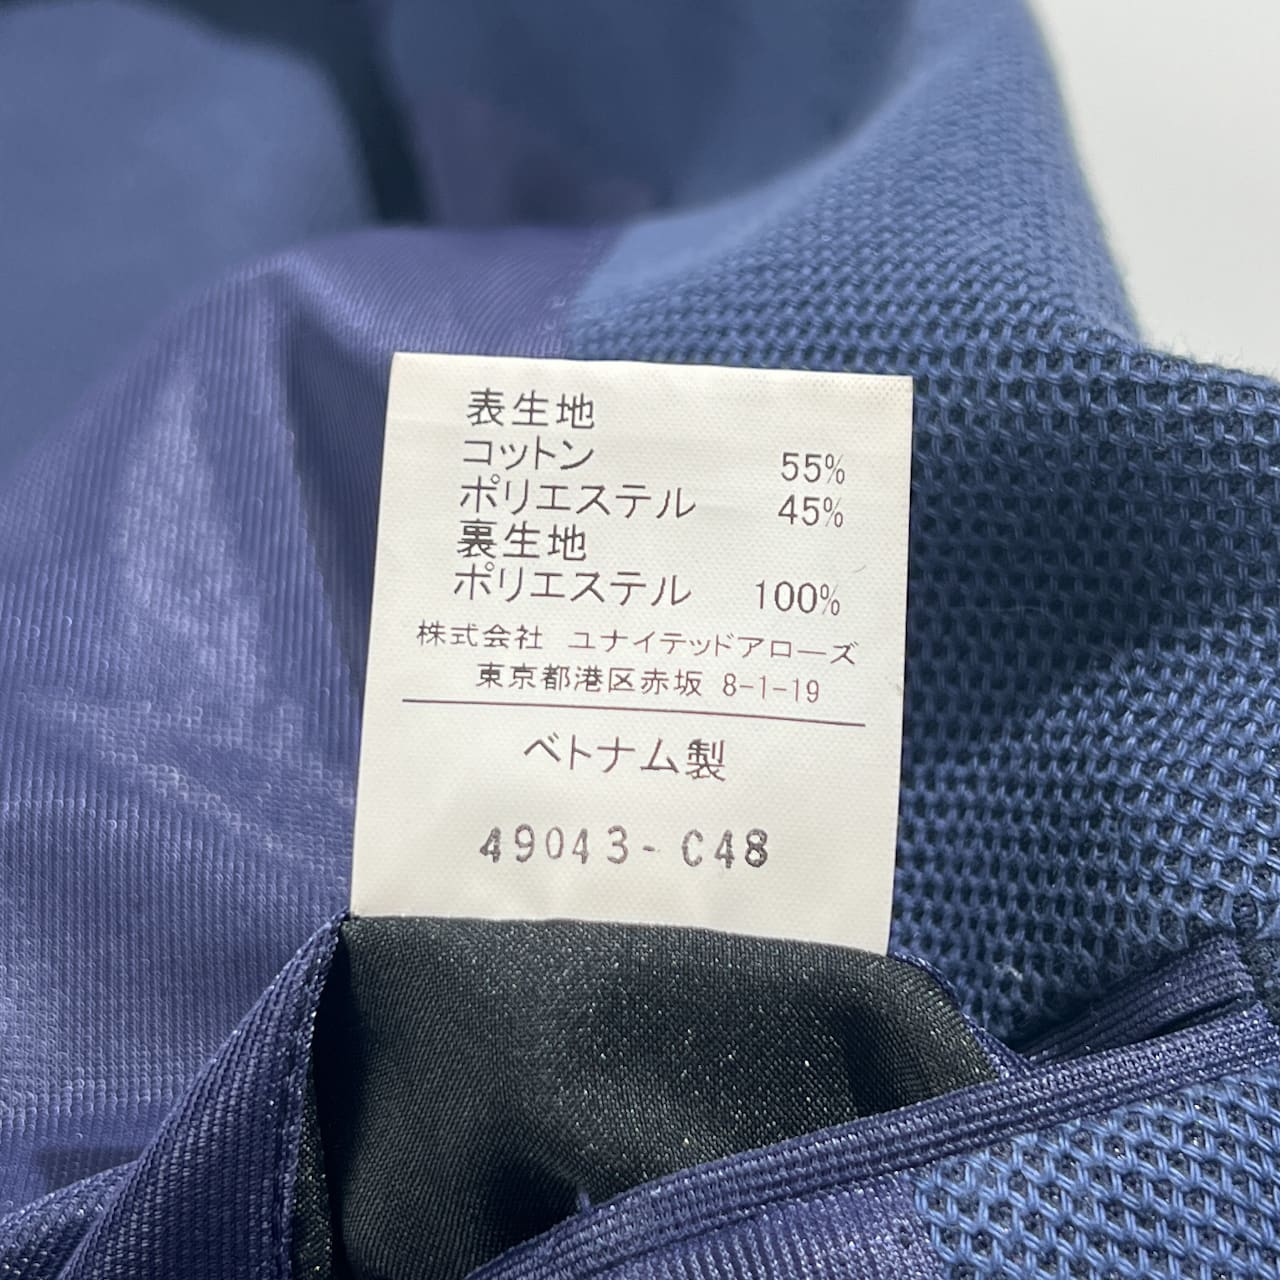 表生地
コットン 55%
ポリエステル 45%
裏生地
ポリエステル 100%
株式会社 ユナイテッドアローズ
東京都港区赤坂 8-1-19
ベトナム製
49043-C48